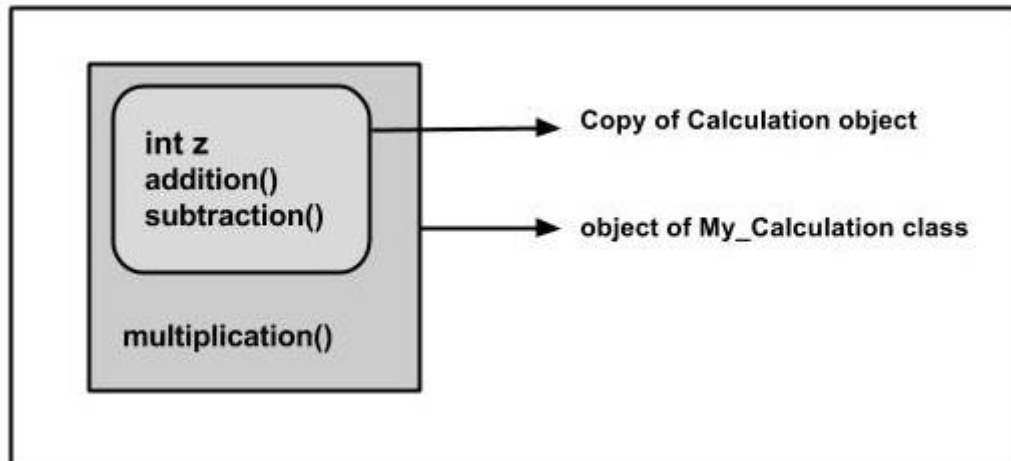 int z
addition()
subtraction()
multiplication()
Copy of Calculation object
object of My_Calculation class